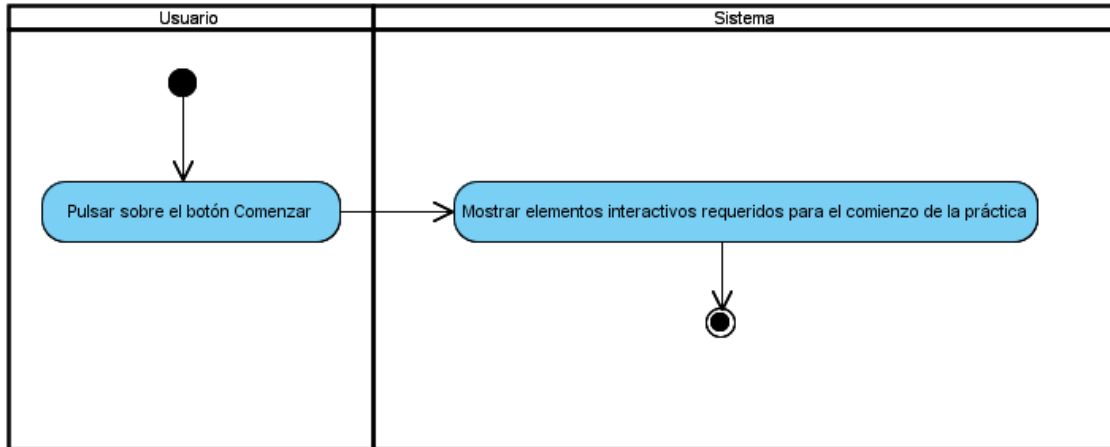 Usuario
Sistema
Pulsar sobre el botón Comenzar
Mostrar elementos interactivos requeridos para el comienzo de la práctica